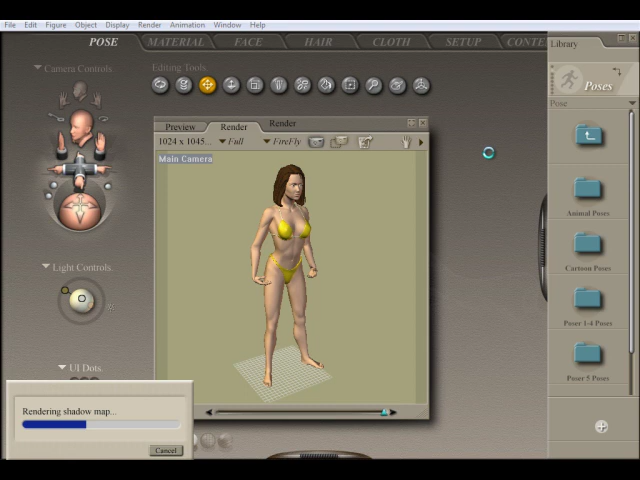 File Edit Figure Object Display Render Animation Window Help
POSE MATERIAL FACE HAIR CLOTH SETUP CONTE
Library
Camera Controls
Editing Tools
Poses
Pose
Preview Render Render
1024 x 1045... Full FireFly
Main Camera
Animal Poses
Light Controls
Cartoon Poses
Poser 1-4 Poses
UI Dots
Poser 5 Poses
Rendering shadow map...
Cancel